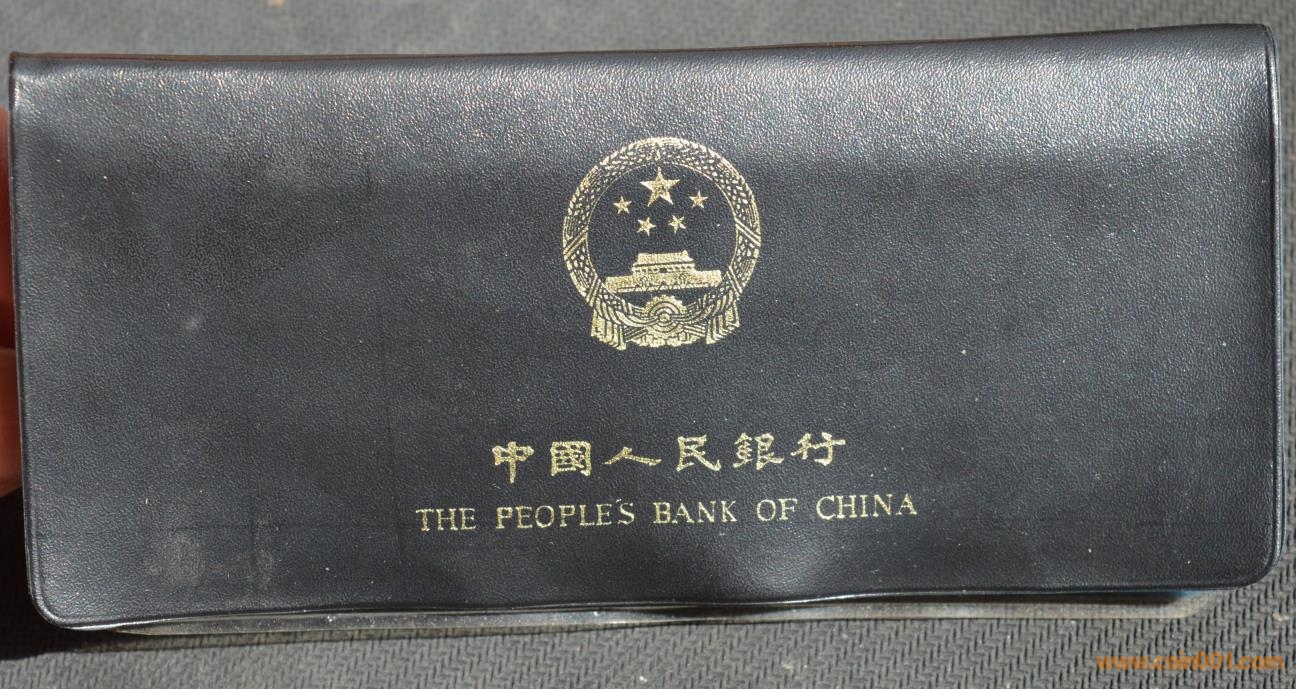 中國人民銀行
THE PEOPLE'S BANK OF CHINA
www.coin001.com